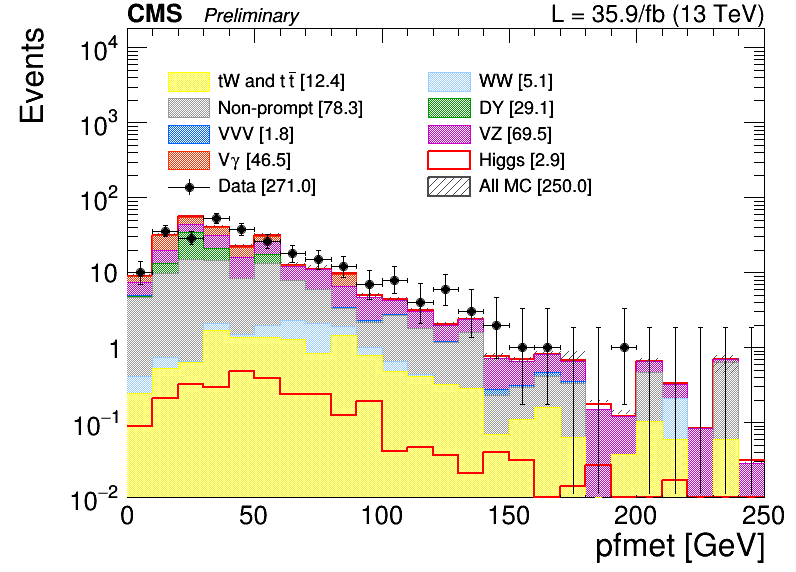 CMS Preliminary L = 35.9/fb (13 TeV)
Events
10⁴
10³
10²
10
1
10⁻¹
10⁻²
tW and tt̄ [12.4]
WW [5.1]
Non-prompt [78.3]
DY [29.1]
VVV [1.8]
VZ [69.5]
Vγ [46.5]
Higgs [2.9]
Data [271.0]
All MC [250.0]
0 50 100 150 200 250
pfmet [GeV]